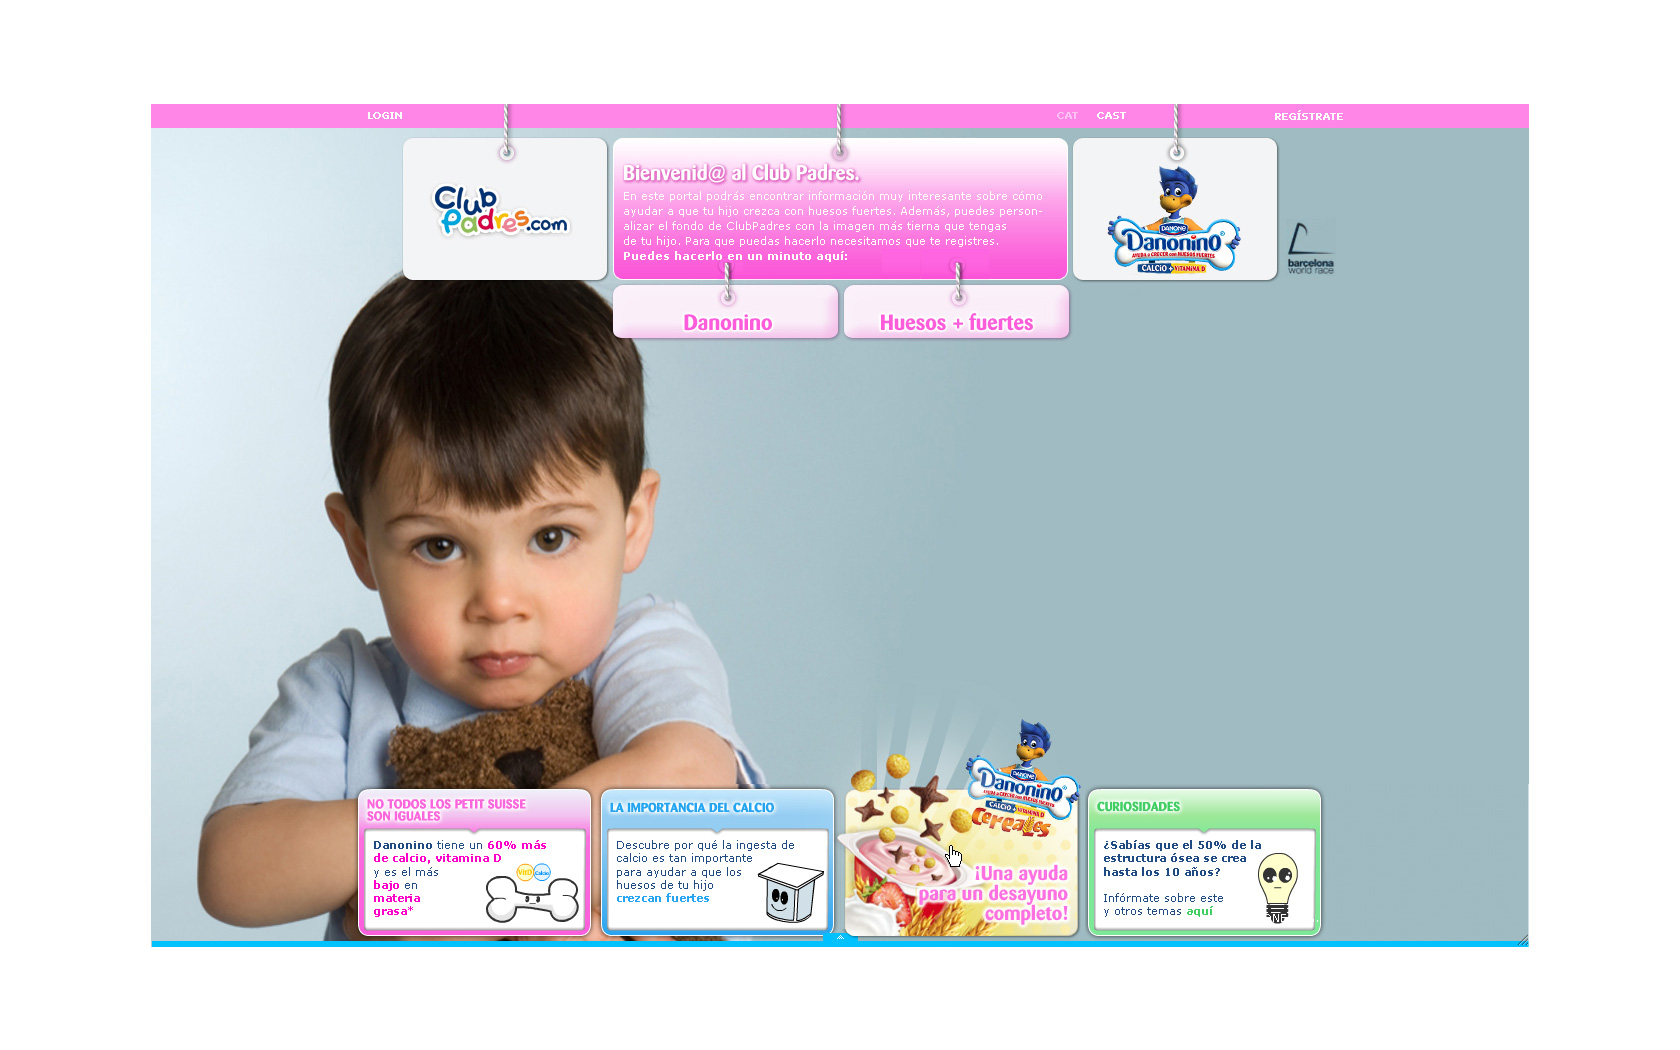 LOGIN
CAT CAST
REGÍSTRATE
Club
Padres.com
Bienvenid@ al Club Padres.
En este portal podrás encontrar información muy interesante sobre cómo
ayudar a que tu hijo crezca con huesos fuertes. Además, puedes person-
alizar el fondo de ClubPadres con la imagen más tierna que tengas
de tu hijo. Para que puedas hacerlo necesitamos que te registres.
Puedes hacerlo en un minuto aquí:
DANONE
Danonino®
AYUDA a CRECER con HUESOS FUERTES
CALCIO + VITAMINA D
barcelona
world race
Danonino
Huesos + fuertes
NO TODOS LOS PETIT SUISSE
SON IGUALES
Danonino tiene un 60% más
de calcio, vitamina D
y es el más
bajo en
materia
grasa*
VitD Calcio
LA IMPORTANCIA DEL CALCIO
Descubre por qué la ingesta de
calcio es tan importante
para ayudar a que los
huesos de tu hijo
crezcan fuertes
DANONE
Danonino
AYUDA a CRECER con HUESOS FUERTES
CALCIO + VITAMINA D
Cereales
¡Una ayuda
para un desayuno
completo!
CURIOSIDADES
¿Sabías que el 50% de la
estructura ósea se crea
hasta los 10 años?
Infórmate sobre este
y otros temas aquí